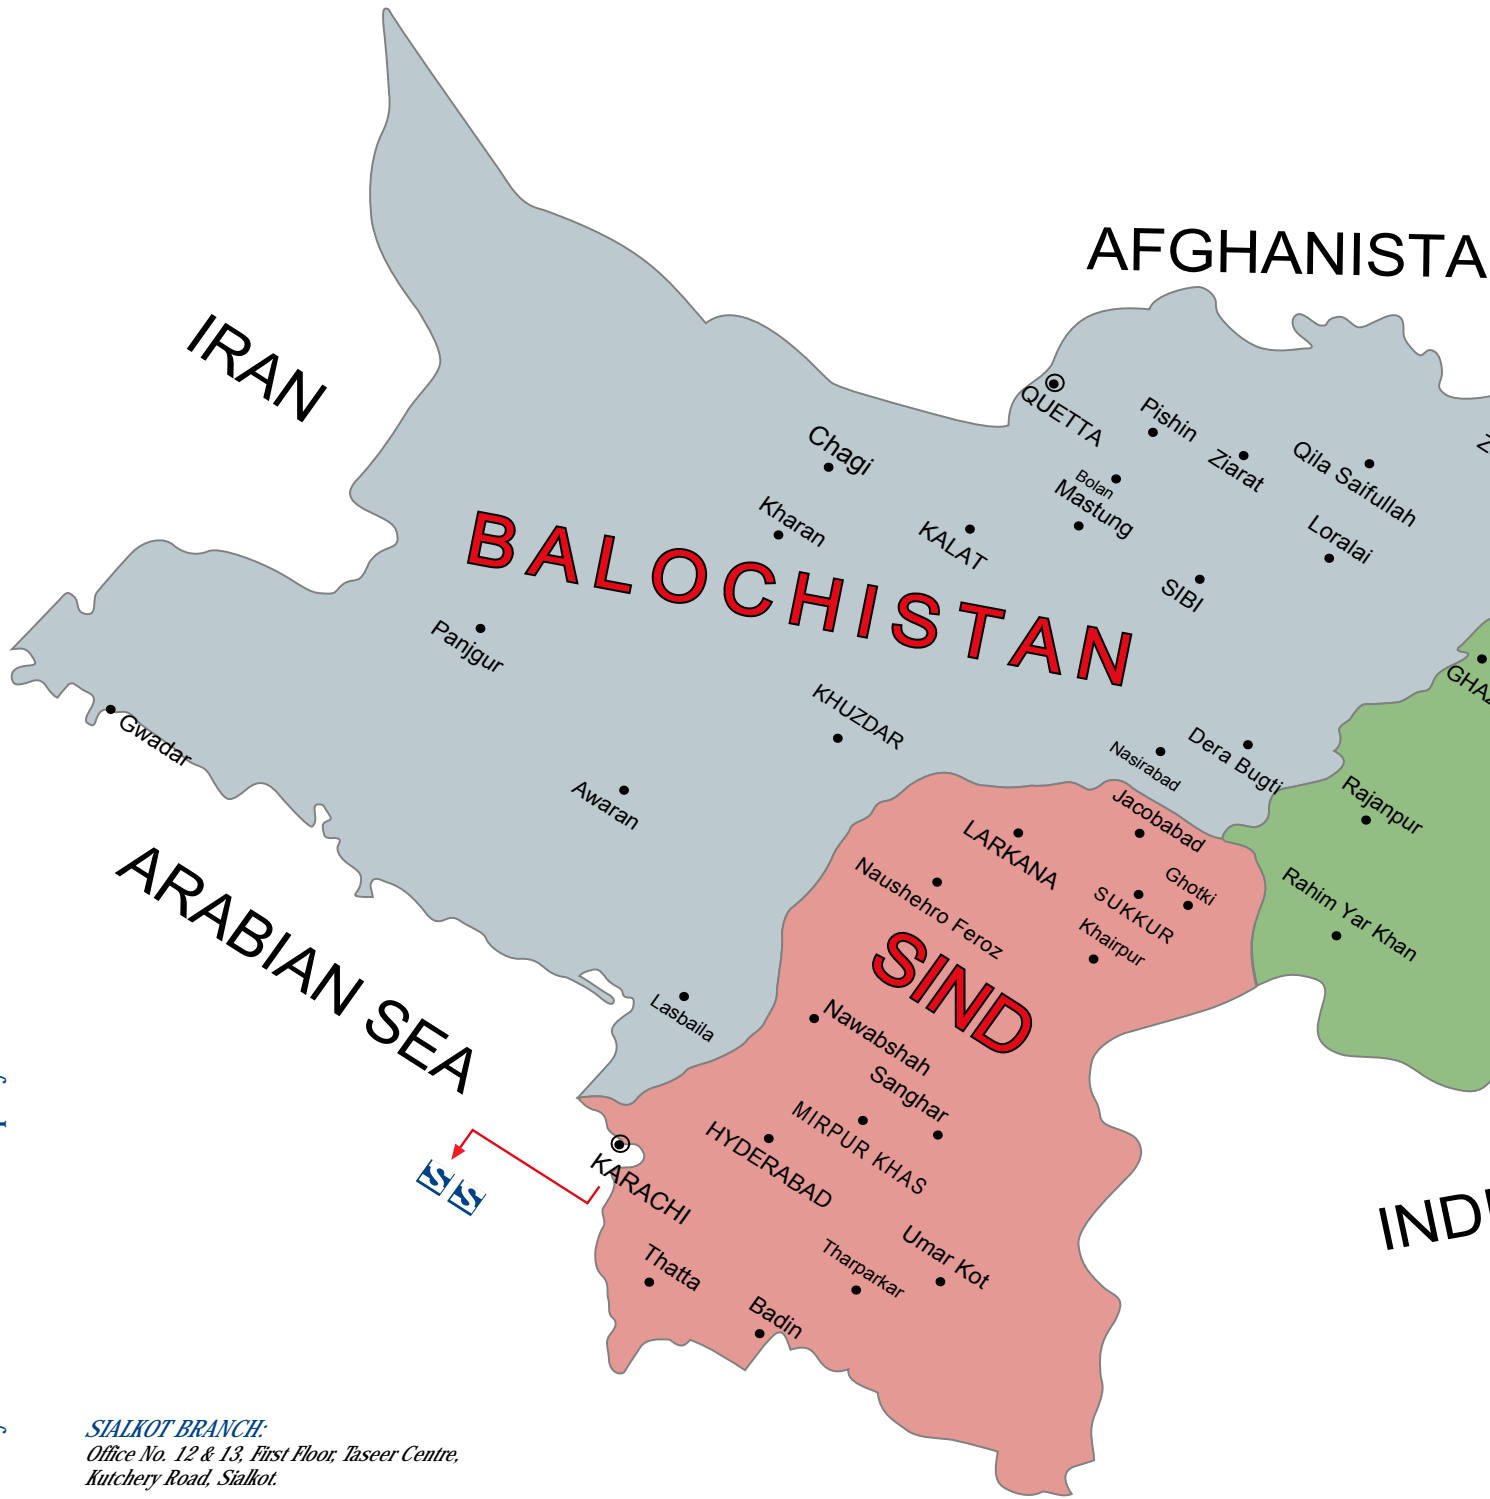 AFGHANISTA
IRAN
QUETTA
Pishin
Ziarat
Qila Saifullah
Chagi
Bolan
Mastung
Loralai
Kharan
KALAT
SIBI
BALOCHISTAN
Panjgur
GHAZ
KHUZDAR
Gwadar
Nasirabad
Dera Bugti
Awaran
Jacobabad
Rajanpur
LARKANA
Naushehro Feroz
Ghotki
SUKKUR
Khairpur
Rahim Yar Khan
ARABIAN SEA
SIND
Lasbaila
Nawabshah
Sanghar
MIRPUR KHAS
HYDERABAD
KARACHI
SS
INDI
Umar Kot
Tharparkar
Thatta
Badin
SIALKOT BRANCH:
Office No. 12 & 13, First Floor, Taseer Centre,
Kutchery Road, Sialkot.